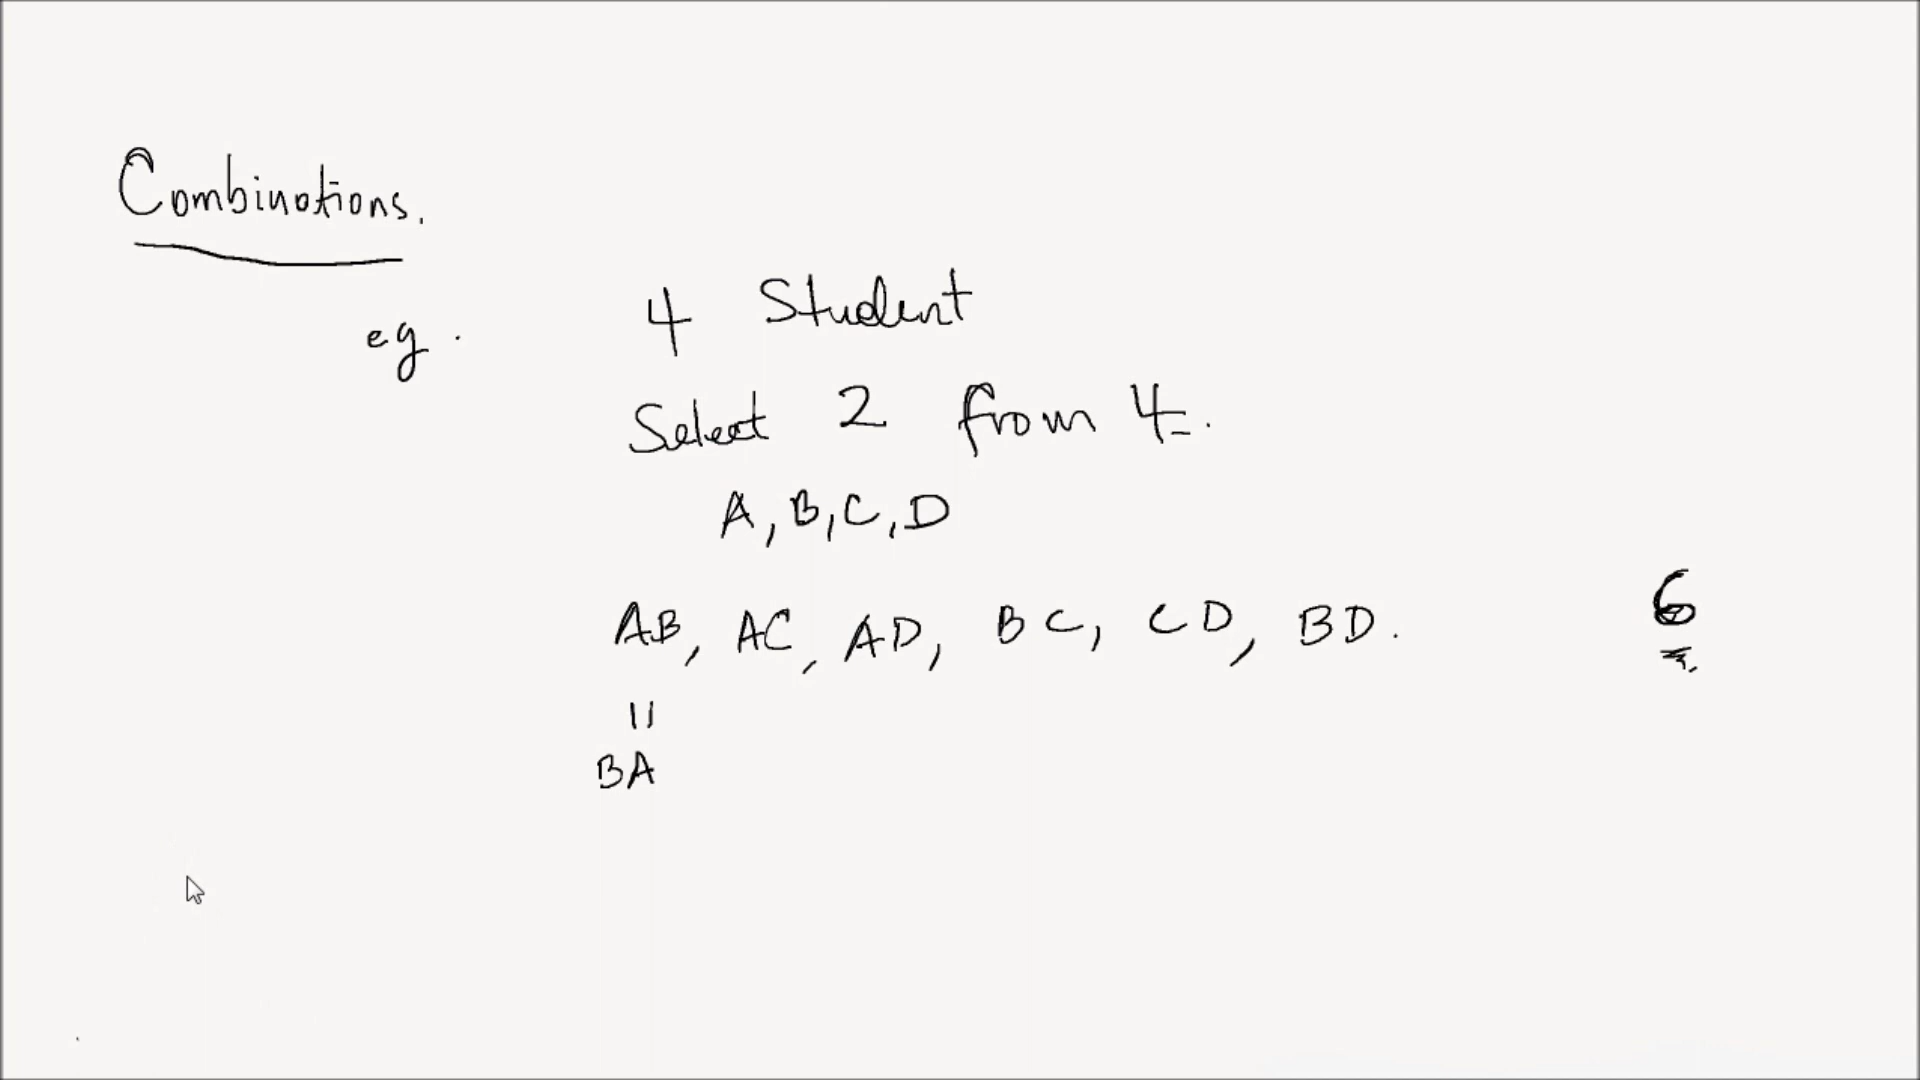 Combinations.
eg.
4 Student
Select 2 from 4.
A, B, C, D
AB, AC, AD, BC, CD, BD. 6
||
BA